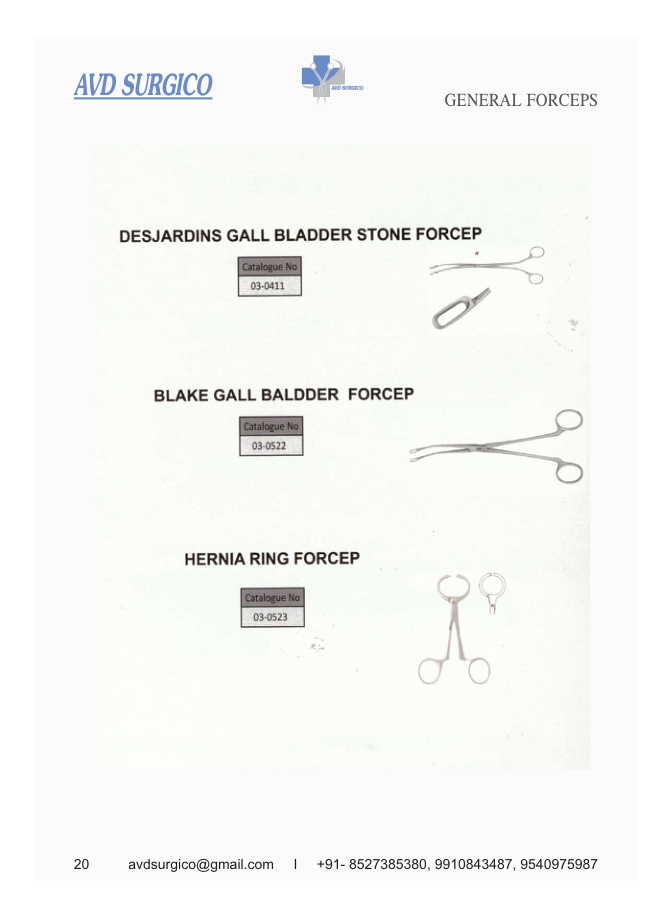 AVD SURGICO
AVD SURGICO
GENERAL FORCEPS
DESJARDINS GALL BLADDER STONE FORCEP
Catalogue No
03-0411
BLAKE GALL BALDDER FORCEP
Catalogue No
03-0522
HERNIA RING FORCEP
Catalogue No
03-0523
20 avdsurgico@gmail.com I +91- 8527385380, 9910843487, 9540975987